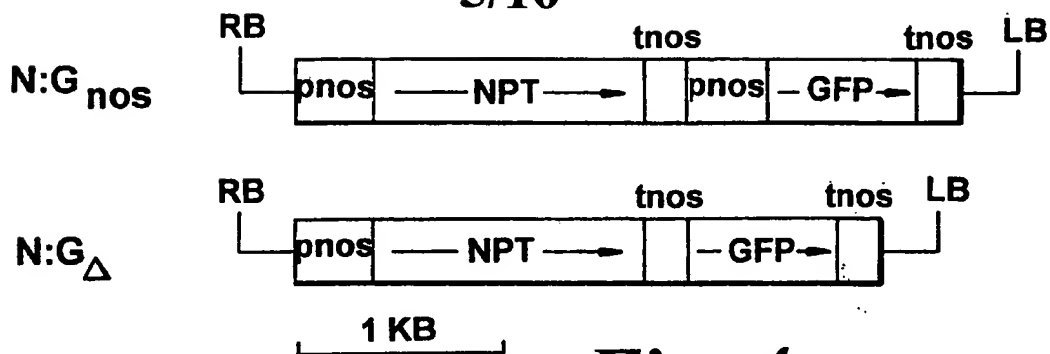 RB tnos tnos LB
N:G nos pnos NPT pnos GFP
RB tnos tnos LB
N:G△ pnos NPT GFP
1 KB